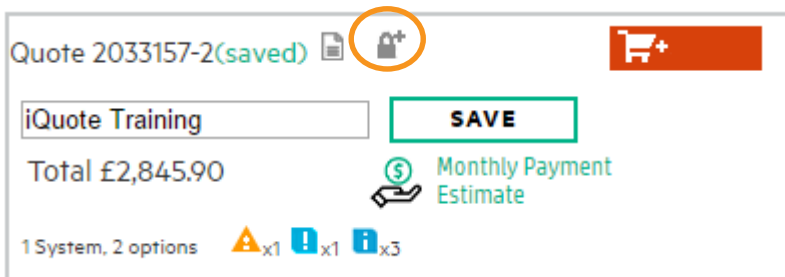 Quote 2033157-2(saved)
iQuote Training
SAVE
Total £2,845.90
Monthly Payment
Estimate
1 System, 2 options x1 x1 x3